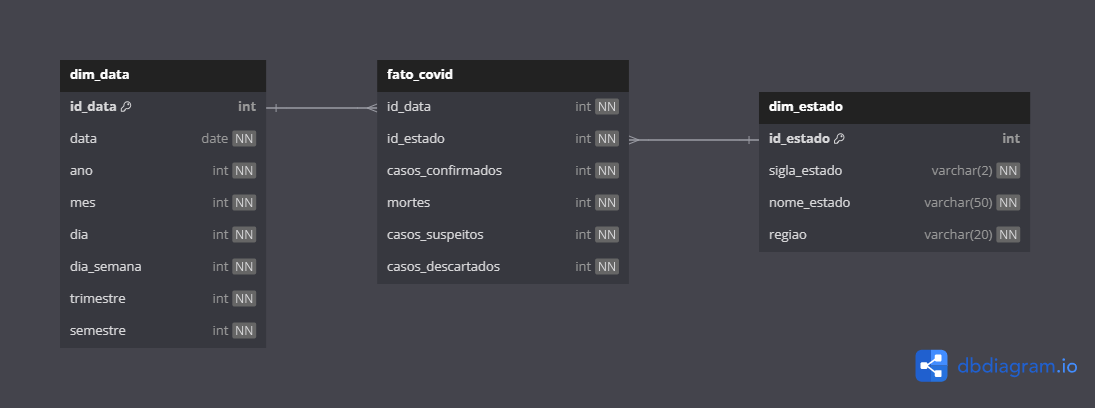 dim_data
id_data int
data date NN
ano int NN
mes int NN
dia int NN
dia_semana int NN
trimestre int NN
semestre int NN
fato_covid
id_data int NN
id_estado int NN
casos_confirmados int NN
mortes int NN
casos_suspeitos int NN
casos_descartados int NN
dim_estado
id_estado int
sigla_estado varchar(2) NN
nome_estado varchar(50) NN
regiao varchar(20) NN
dbdiagram.io